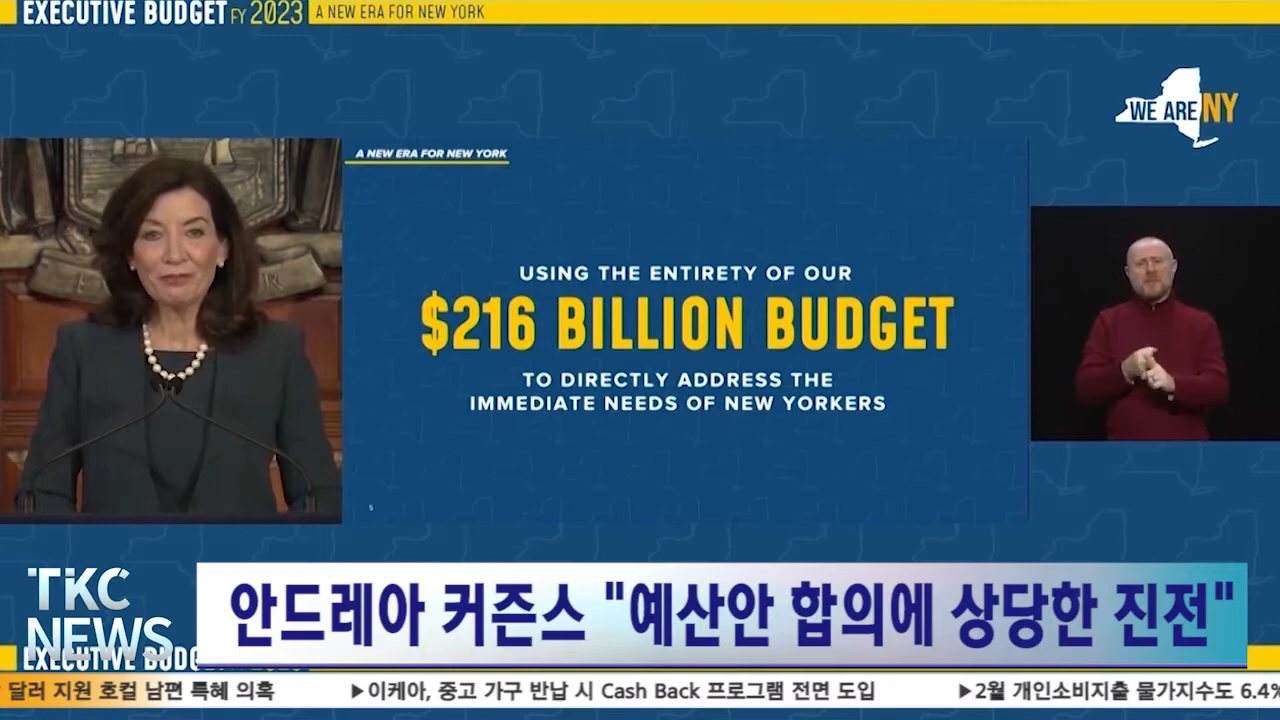 EXECUTIVE BUDGET FY 2023 A NEW ERA FOR NEW YORK
WE ARE NY
A NEW ERA FOR NEW YORK
USING THE ENTIRETY OF OUR
$216 BILLION BUDGET
TO DIRECTLY ADDRESS THE
IMMEDIATE NEEDS OF NEW YORKERS
5
TKC
NEWS
안드레아 커즌스 "예산안 합의에 상당한 진전"
EXECUTIVE BUDG
달러 지원 호컬 남편 특혜 의혹 ▶이케아, 중고 가구 반납 시 Cash Back 프로그램 전면 도입 ▶2월 개인소비지출 물가지수도 6.4%